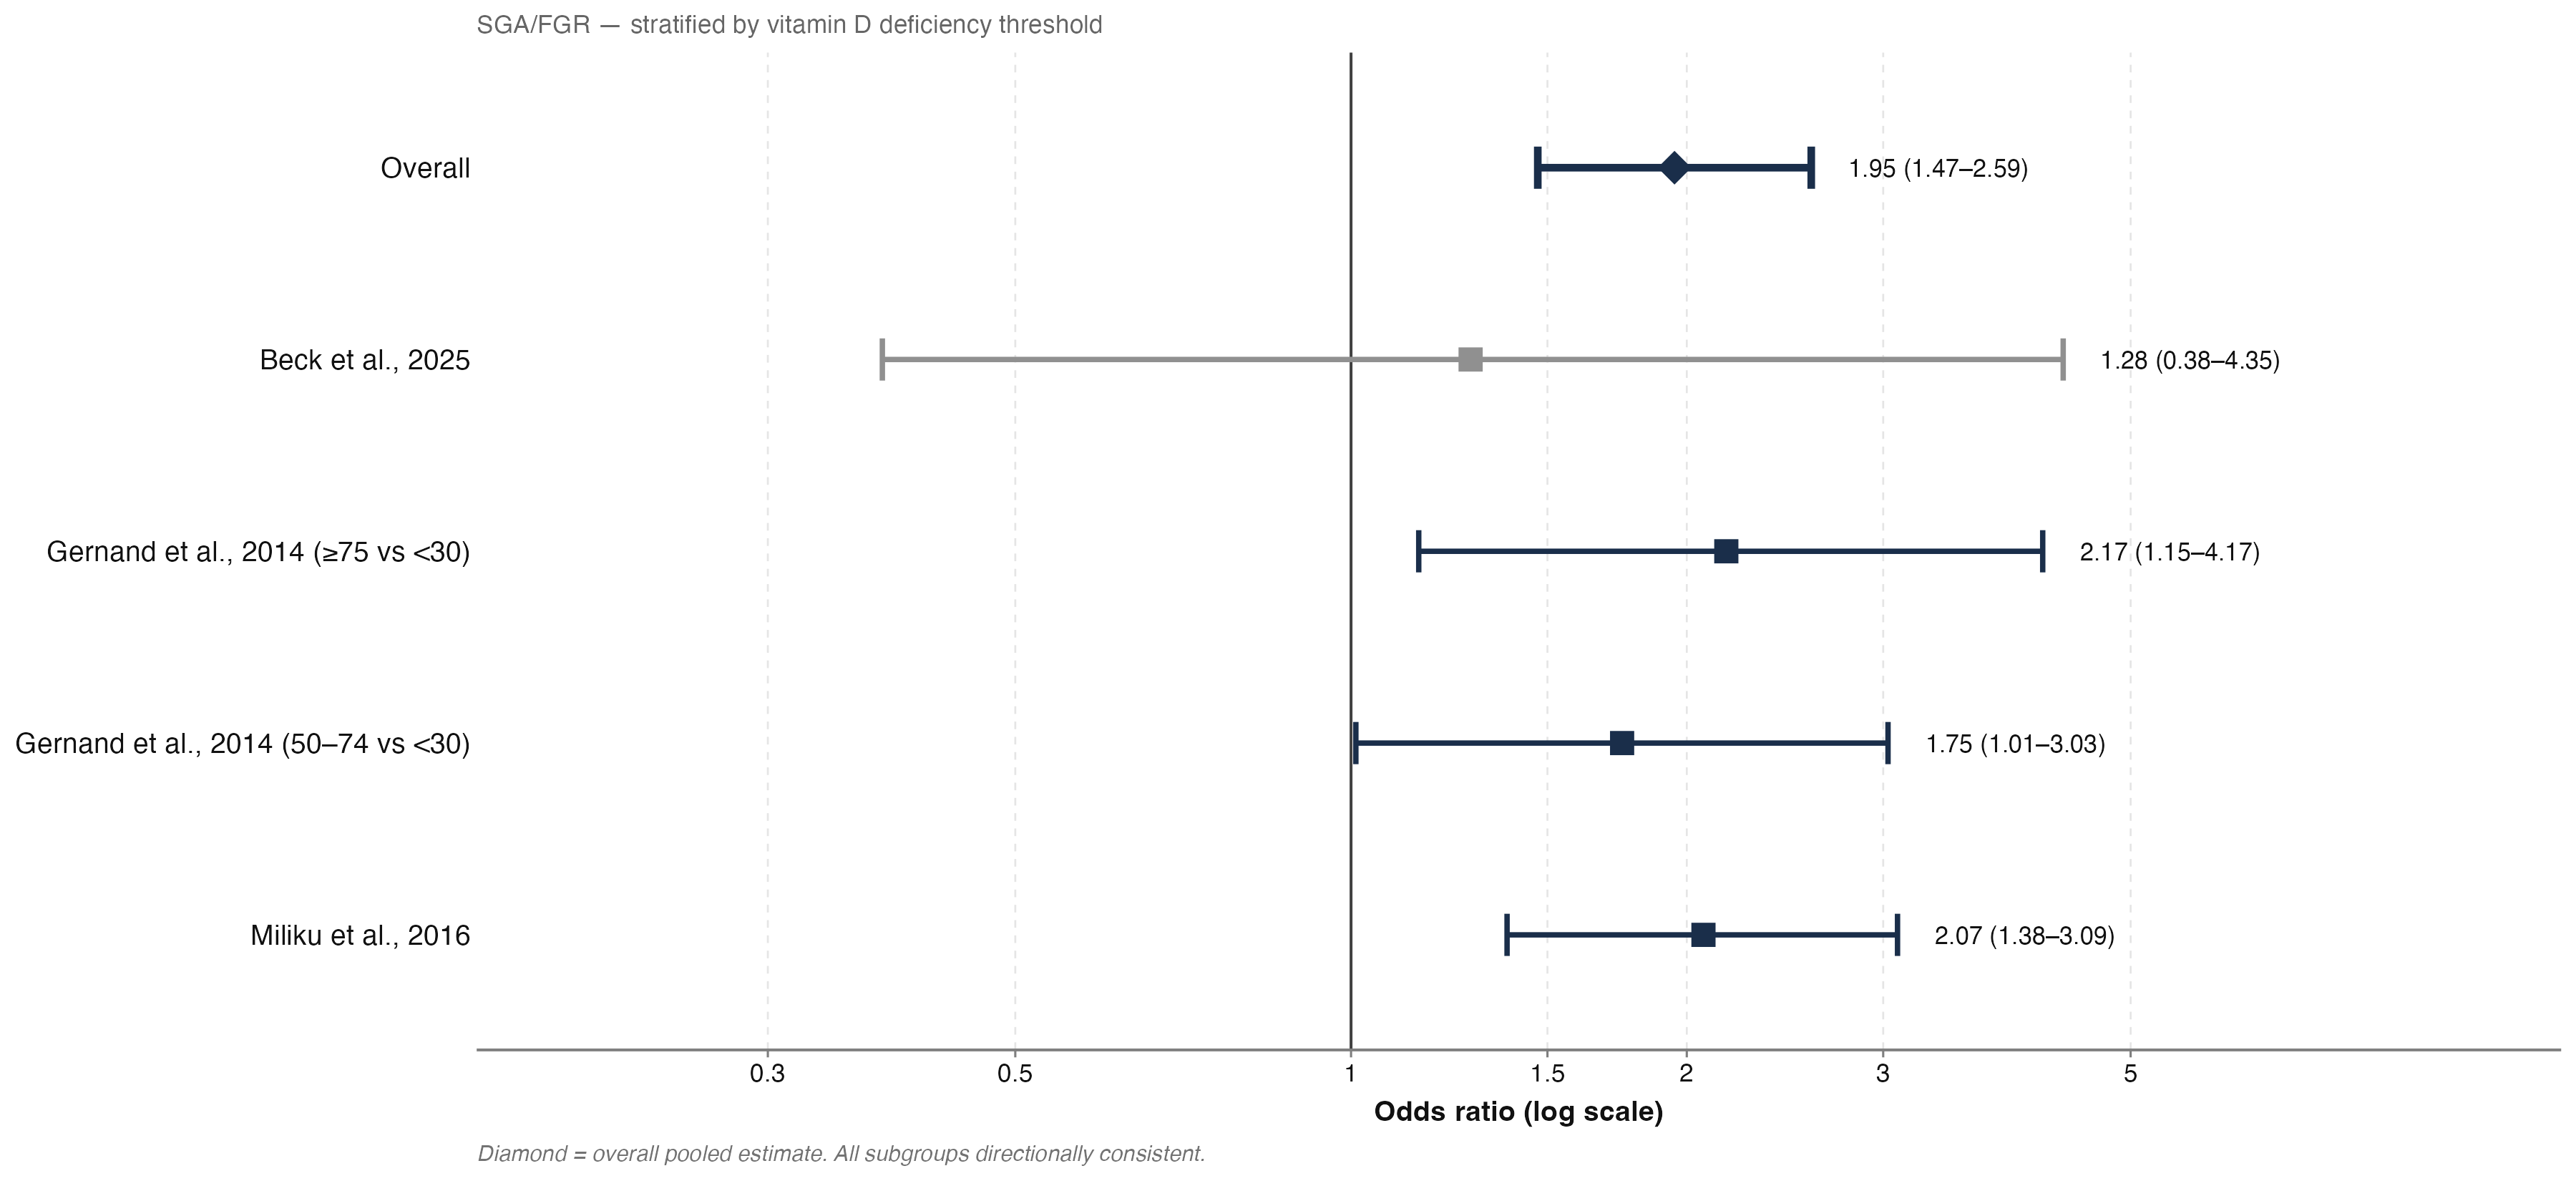 SGA/FGR — stratified by vitamin D deficiency threshold
Overall
1.95 (1.47–2.59)
Beck et al., 2025
1.28 (0.38–4.35)
Gernand et al., 2014 (≥75 vs <30)
2.17 (1.15–4.17)
Gernand et al., 2014 (50–74 vs <30)
1.75 (1.01–3.03)
Miliku et al., 2016
2.07 (1.38–3.09)
0.3 0.5 1 1.5 2 3 5
Odds ratio (log scale)
Diamond = overall pooled estimate. All subgroups directionally consistent.